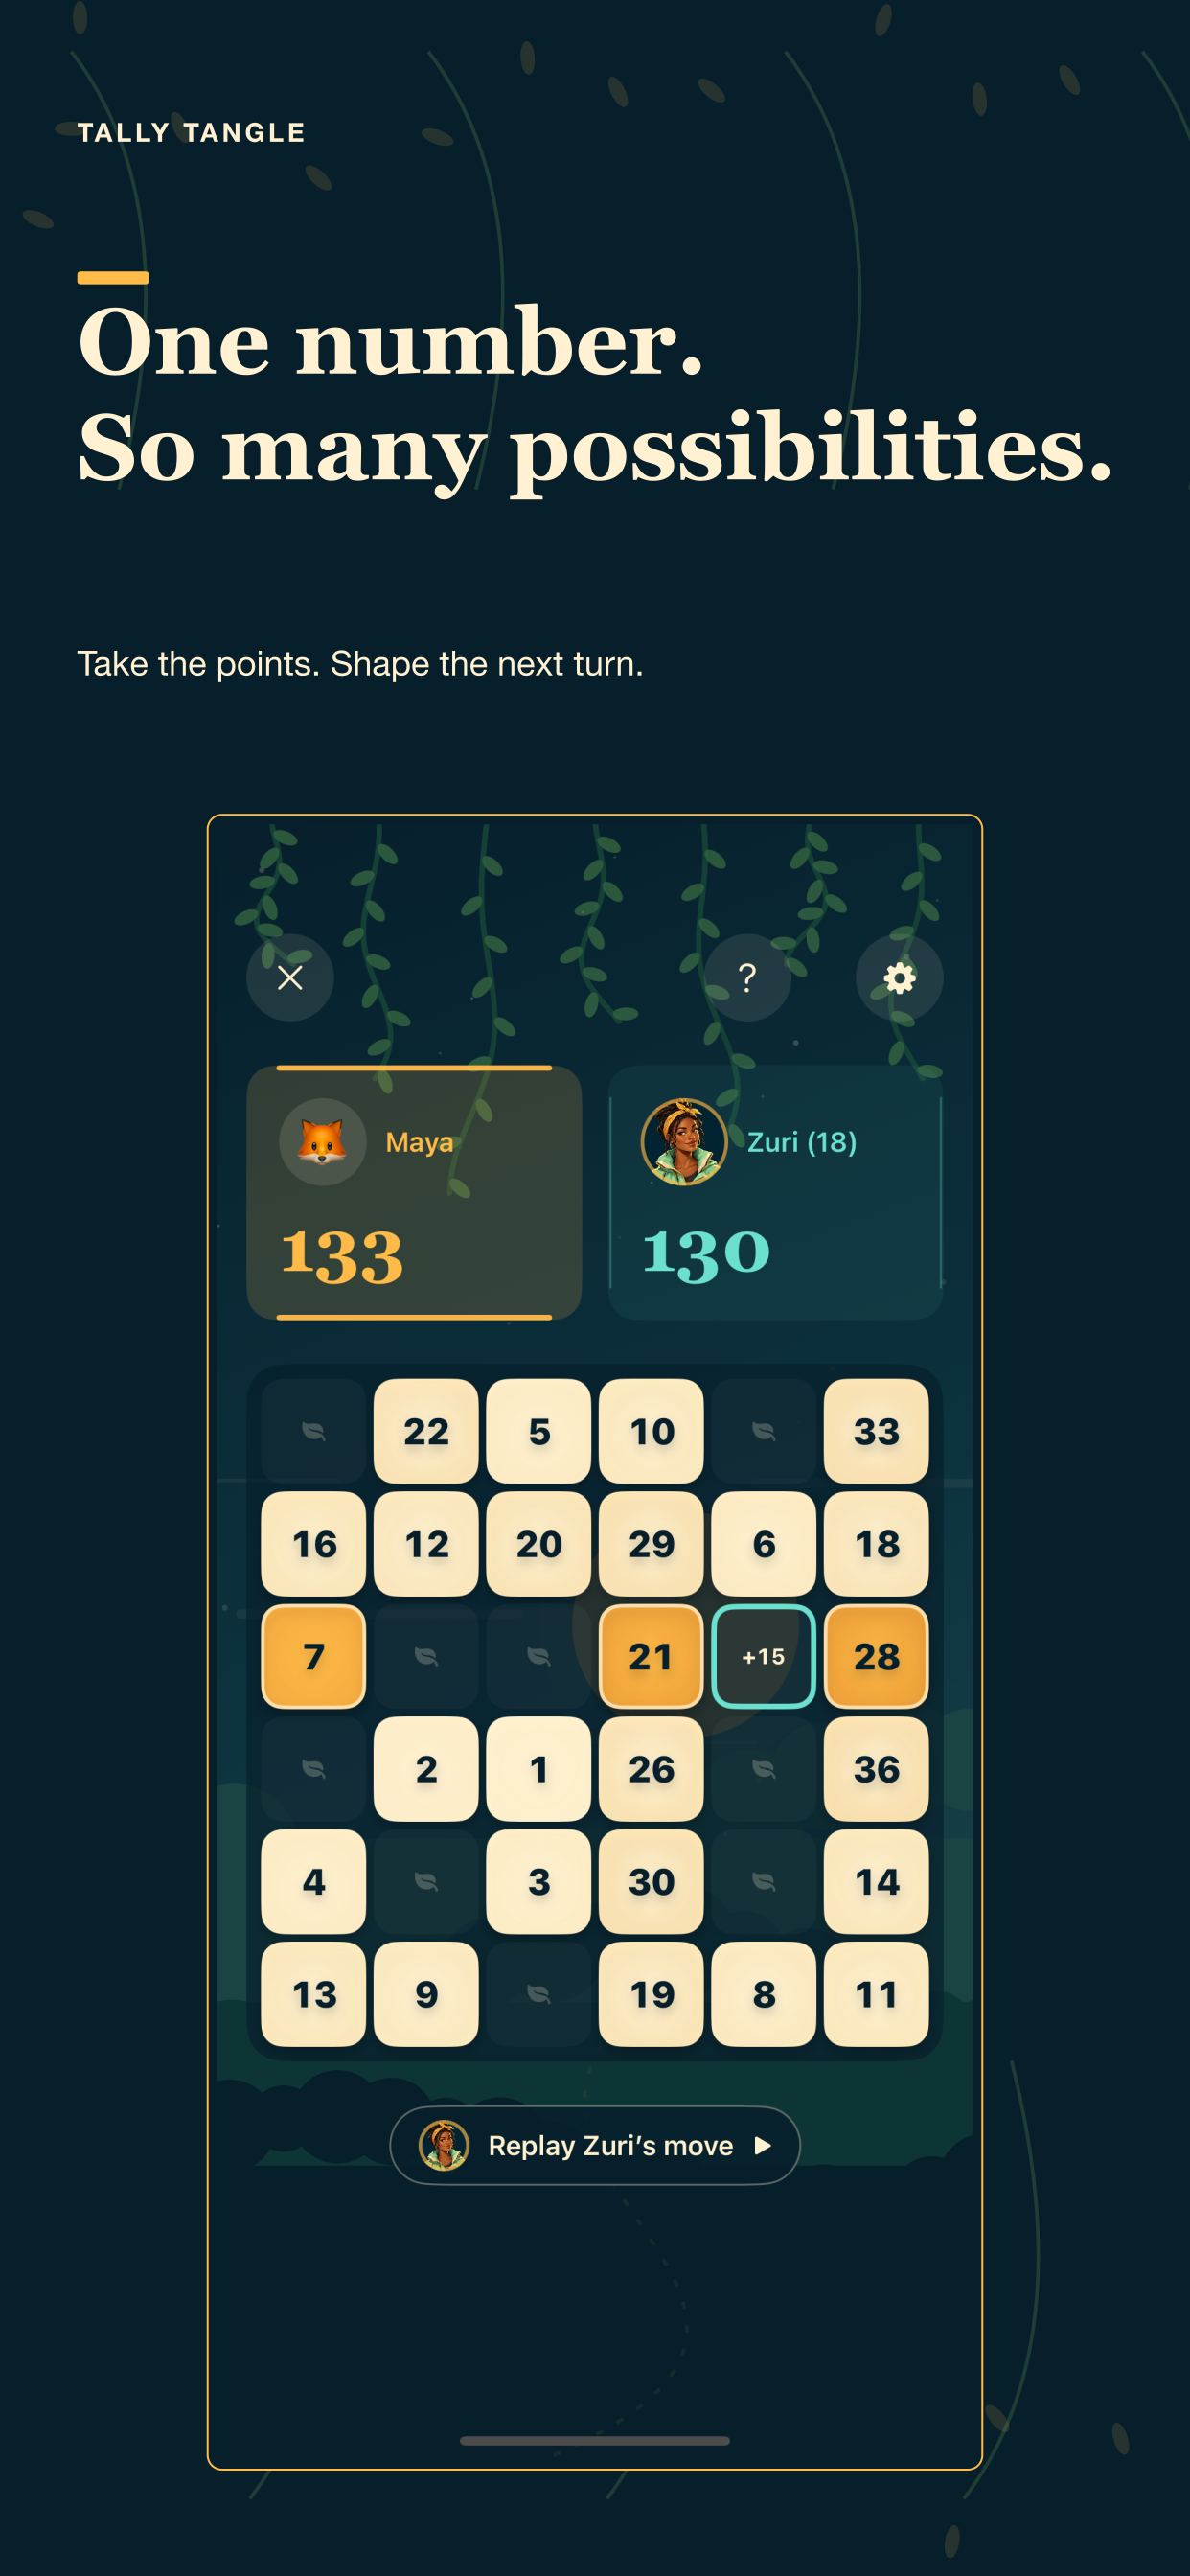 TALLY TANGLE
One number.
So many possibilities.
Take the points. Shape the next turn.
?
Maya
Zuri (18)
133
130
22 5 10 33
16 12 20 29 6 18
7 21 +15 28
2 1 26 36
4 3 30 14
13 9 19 8 11
Replay Zuri’s move